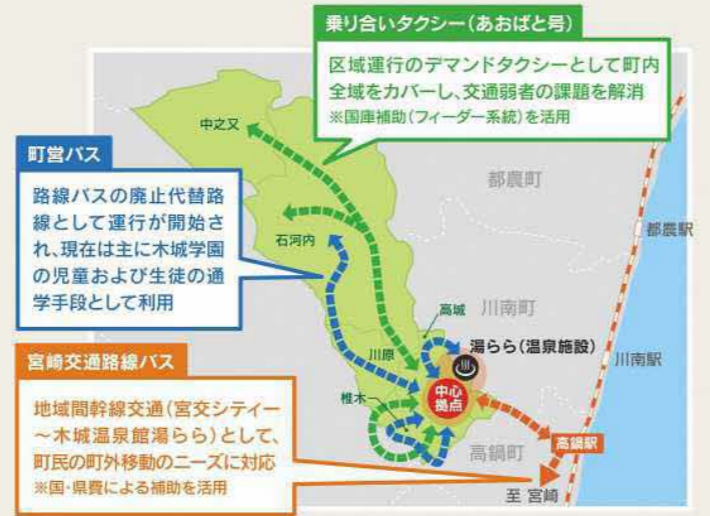 乗り合いタクシー(あおばと号)
区域運行のデマンドタクシーとして町内
全域をカバーし、交通弱者の課題を解消
※国庫補助(フィーダー系統)を活用
中之又
町営バス
路線バスの廃止代替路
線として運行が開始さ
れ、現在は主に木城学園
の児童および生徒の通
学手段として利用
都農町
都農駅
石河内
高城
川南町
湯らら(温泉施設)
川南駅
川原
中心
拠点
椎木
宮崎交通路線バス
地域間幹線交通(宮交シティー
〜木城温泉館湯らら)として、
町民の町外移動のニーズに対応
※国・県費による補助を活用
高鍋町
高鍋駅
至 宮崎